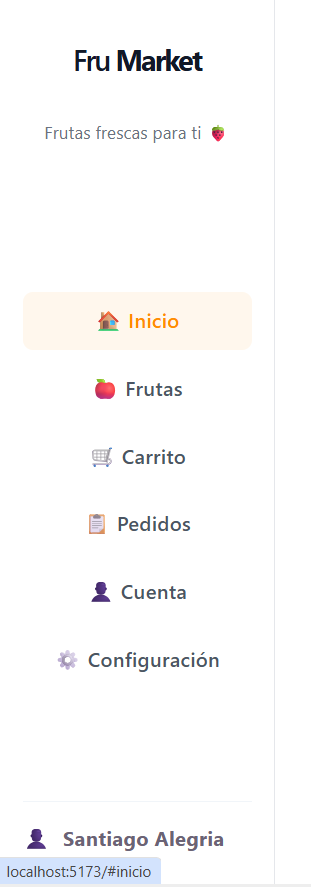 Fru Market
Frutas frescas para ti 🍓
🏠 Inicio
🍎 Frutas
🛒 Carrito
📋 Pedidos
👤 Cuenta
⚙️ Configuración
👤 Santiago Alegria
localhost:5173/#inicio